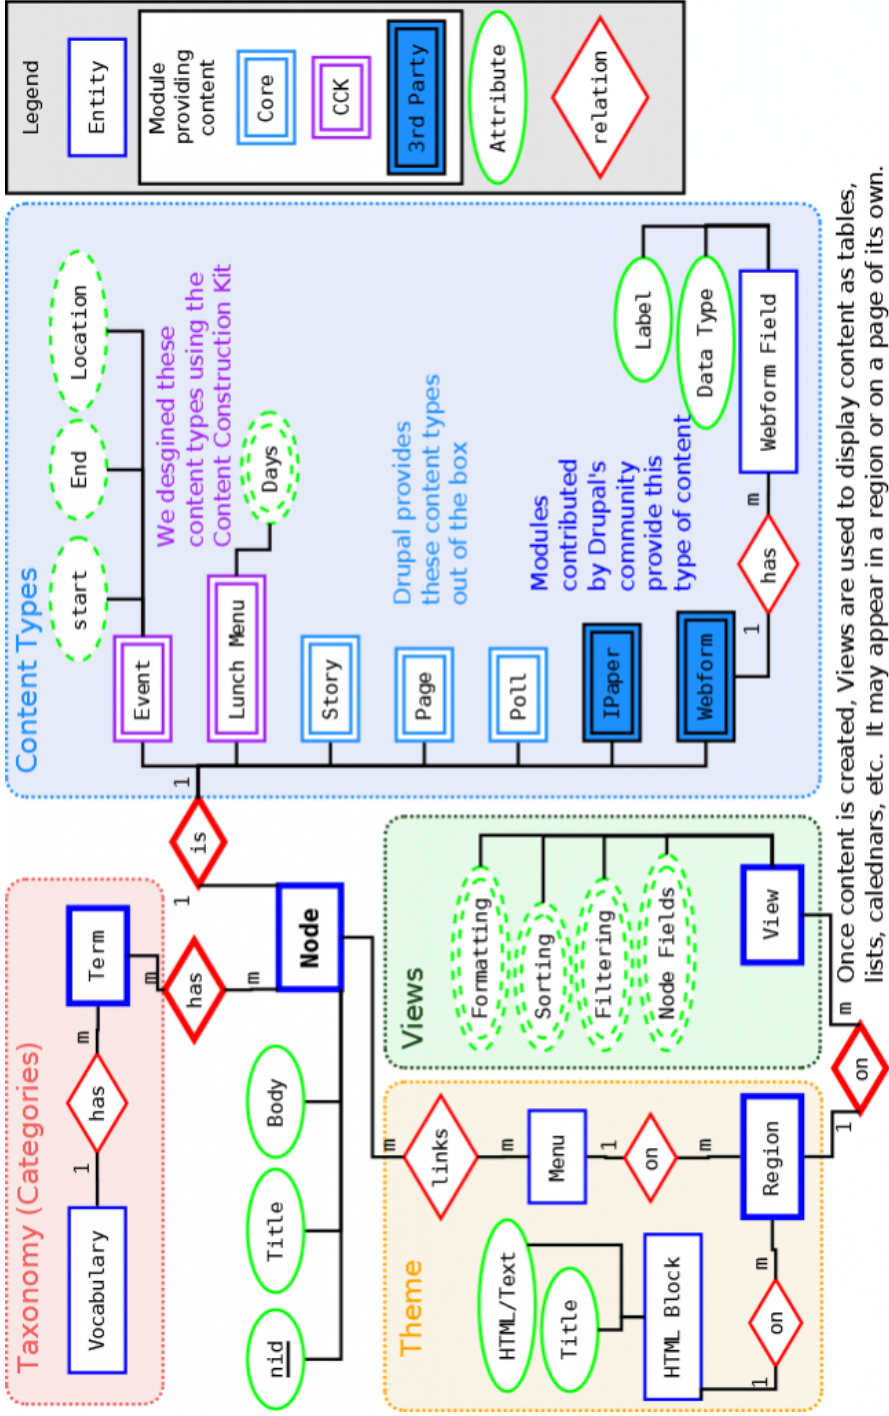 Taxonomy (Categories)
Vocabulary
1
has
m
Term
m
has
m
nid
Title
Body
Node
1
is
1
Content Types
Event
start
End
Location
We desgined these
content types using the
Content Construction Kit
Lunch Menu
Days
Story
Page
Poll
Drupal provides
these content types
out of the box
IPaper
Webform
Modules
contributed
by Drupal's
community
provide this
type of content
1
has
m
Webform Field
Label
Data Type
Legend
Entity
Module
providing
content
Core
CCK
3rd Party
Attribute
relation
Theme
HTML/Text
Title
HTML Block
1
on
m
m
links
m
Menu
1
on
m
Region
Views
Formatting
Sorting
Filtering
Node Fields
View
1
on
m
Once content is created, Views are used to display content as tables,
lists, calednars, etc. It may appear in a region or on a page of its own.